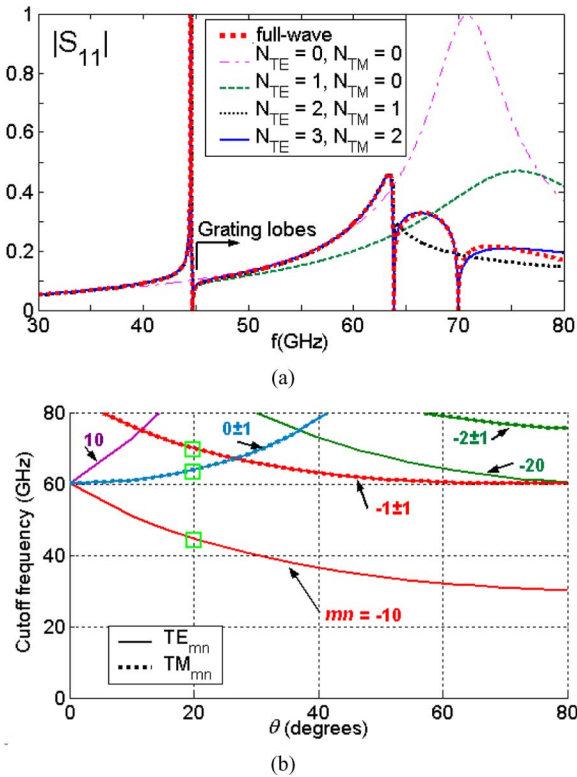 |S11|
full-wave
NTE = 0, NTM = 0
NTE = 1, NTM = 0
NTE = 2, NTM = 1
NTE = 3, NTM = 2
Grating lobes
1
0.8
0.6
0.4
0.2
0
30 40 50 60 70 80
f(GHz)
(a)
Cutoff frequency (GHz)
80
60
40
20
0
10
0±1
-2±1
-20
-1±1
mn = -10
TEmn
TMmn
0 20 40 60 80
θ (degrees)
(b)